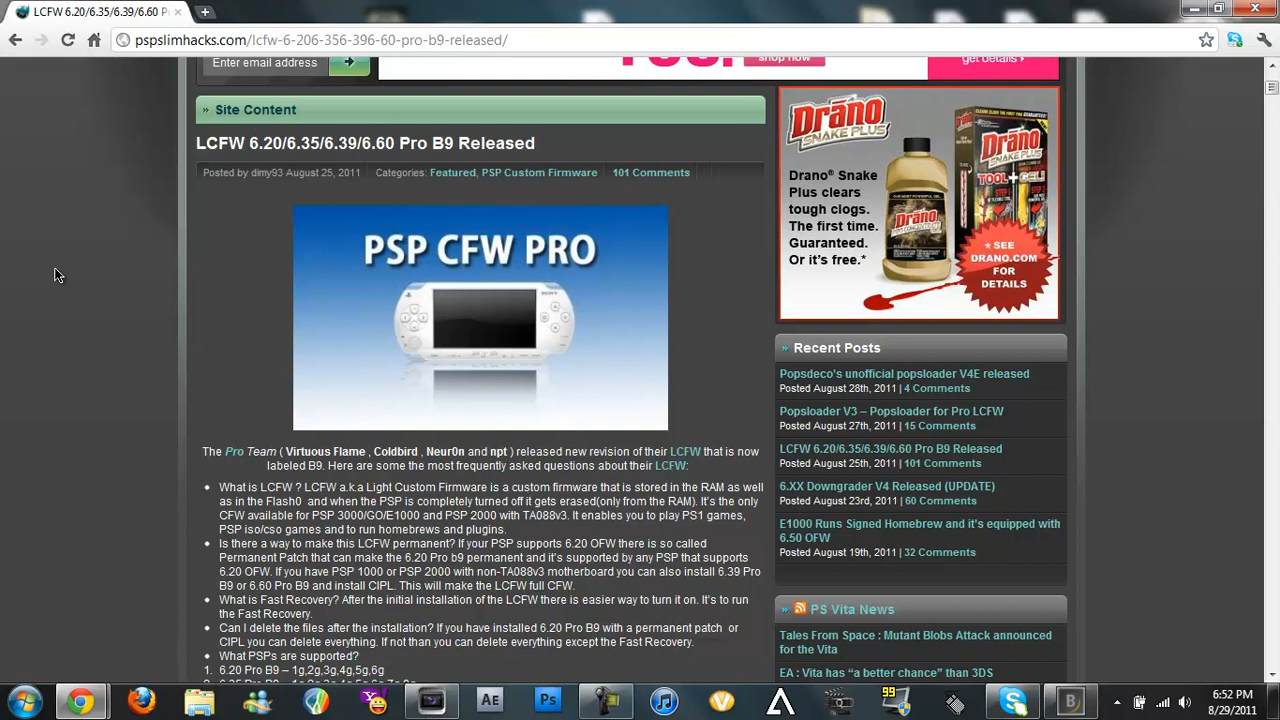 LCFW 6.20/6.35/6.39/6.60 P
pspslimhacks.com/lcfw-6-206-356-396-60-pro-b9-released/
Enter email address
shop now
get details ›
» Site Content
LCFW 6.20/6.35/6.39/6.60 Pro B9 Released
Posted by dimy93 August 25, 2011 Categories: Featured, PSP Custom Firmware 101 Comments
PSP CFW PRO
The Pro Team ( Virtuous Flame , Coldbird , Neur0n and npt ) released new revision of their LCFW that is now
labeled B9. Here are some the most frequently asked questions about their LCFW:
What is LCFW ? LCFW a.k.a Light Custom Firmware is a custom firmware that is stored in the RAM as well
as in the Flash0 and when the PSP is completely turned off it gets erased(only from the RAM). It's the only
CFW available for PSP 3000/GO/E1000 and PSP 2000 with TA088v3. It enables you to play PS1 games,
PSP iso/cso games and to run homebrews and plugins.
Is there a way to make this LCFW permanent? If your PSP supports 6.20 OFW there is so called
Permanent Patch that can make the 6.20 Pro b9 permanent and it's supported by any PSP that supports
6.20 OFW. If you have PSP 1000 or PSP 2000 with non-TA088v3 motherboard you can also install 6.39 Pro
B9 or 6.60 Pro B9 and install CIPL. This will make the LCFW full CFW.
What is Fast Recovery? After the initial installation of the LCFW there is easier way to turn it on. It's to run
the Fast Recovery.
Can I delete the files after the installation? If you have installed 6.20 Pro B9 with a permanent patch or
CIPL you can delete everything. If not than you can delete everything except the Fast Recovery.
What PSPs are supported?
1. 6.20 Pro B9 – 1g,2g,3g,4g,5g,6g
Drano
SNAKE PLUS
Drano® Snake
Plus clears
tough clogs.
The first time.
Guaranteed.
Or it's free.*
Drano
SNAKE PLUS
TOOL+GEL!
STEP 1
STEP 2
Drano
* SEE
DRANO.COM
FOR
DETAILS
» Recent Posts
Popsdeco's unofficial popsloader V4E released
Posted August 28th, 2011 | 4 Comments
Popsloader V3 – Popsloader for Pro LCFW
Posted August 27th, 2011 | 15 Comments
LCFW 6.20/6.35/6.39/6.60 Pro B9 Released
Posted August 25th, 2011 | 101 Comments
6.XX Downgrader V4 Released (UPDATE)
Posted August 23rd, 2011 | 60 Comments
E1000 Runs Signed Homebrew and it's equipped with
6.50 OFW
Posted August 19th, 2011 | 32 Comments
» PS Vita News
Tales From Space : Mutant Blobs Attack announced
for the Vita
EA : Vita has “a better chance” than 3DS
AE
Ps
99
B
6:52 PM
8/29/2011